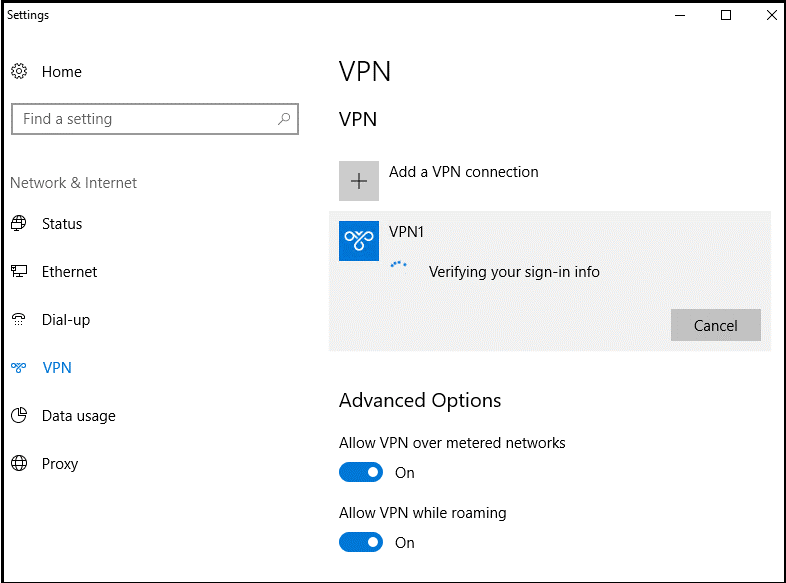 Settings
Home
Find a setting
Network & Internet
Status
Ethernet
Dial-up
VPN
Data usage
Proxy
VPN
VPN
Add a VPN connection
VPN1
Verifying your sign-in info
Cancel
Advanced Options
Allow VPN over metered networks
On
Allow VPN while roaming
On